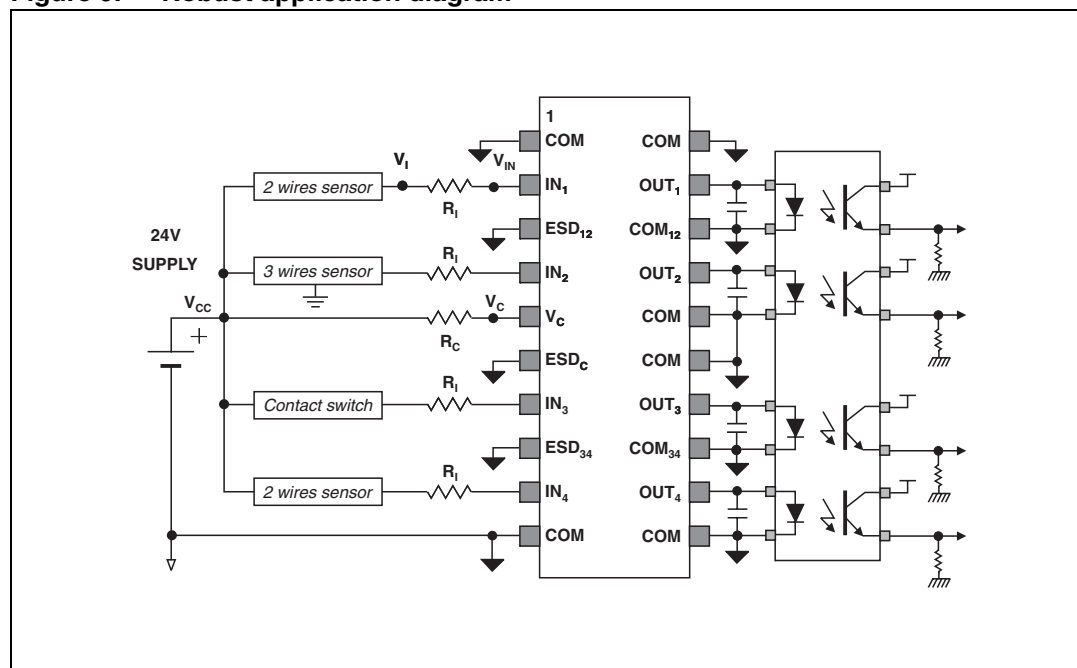 Figure Robust application diagram
1
COM
COM
V_I
V_IN
2 wires sensor
R_I
IN_1
OUT_1
24V
SUPPLY
ESD_12
COM_12
3 wires sensor
R_I
IN_2
OUT_2
V_CC
+
V_C
R_C
V_C
COM
ESD_C
COM
Contact switch
R_I
IN_3
OUT_3
ESD_34
COM_34
2 wires sensor
R_I
IN_4
OUT_4
COM
COM